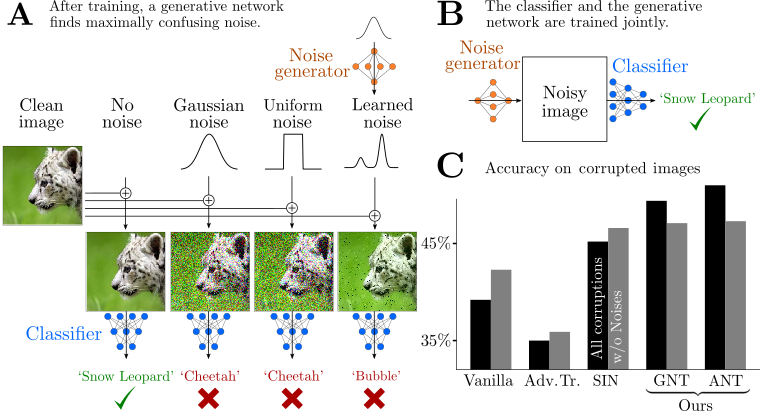 A After training, a generative network
finds maximally confusing noise.
Noise
generator
Clean
image
No
noise
Gaussian
noise
Uniform
noise
Learned
noise
Classifier
‘Snow Leopard’
‘Cheetah’
‘Cheetah’
‘Bubble’
B The classifier and the generative
network are trained jointly.
Noise
generator
Noisy
image
Classifier
‘Snow Leopard’
C Accuracy on corrupted images
45%
35%
All corruptions
w/o Noises
Vanilla Adv.Tr. SIN GNT ANT
Ours